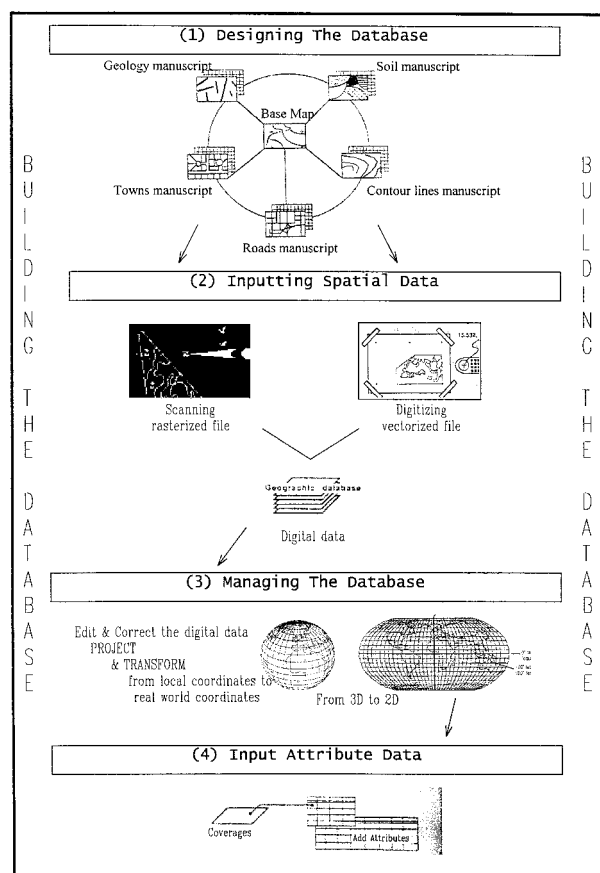 (1) Designing The Database
Geology manuscript
Soil manuscript
Base Map
Towns manuscript
Contour lines manuscript
Roads manuscript
BUILDING THE DATABASE
BUILDING THE DATABASE
(2) Inputting Spatial Data
Scanning
rasterized file
Digitizing
vectorized file
Geographic database
Digital data
(3) Managing The Database
Edit & Correct the digital data
PROJECT
& TRANSFORM
from local coordinates to
real world coordinates
From 3D to 2D
(4) Input Attribute Data
Coverages
Add Attributes